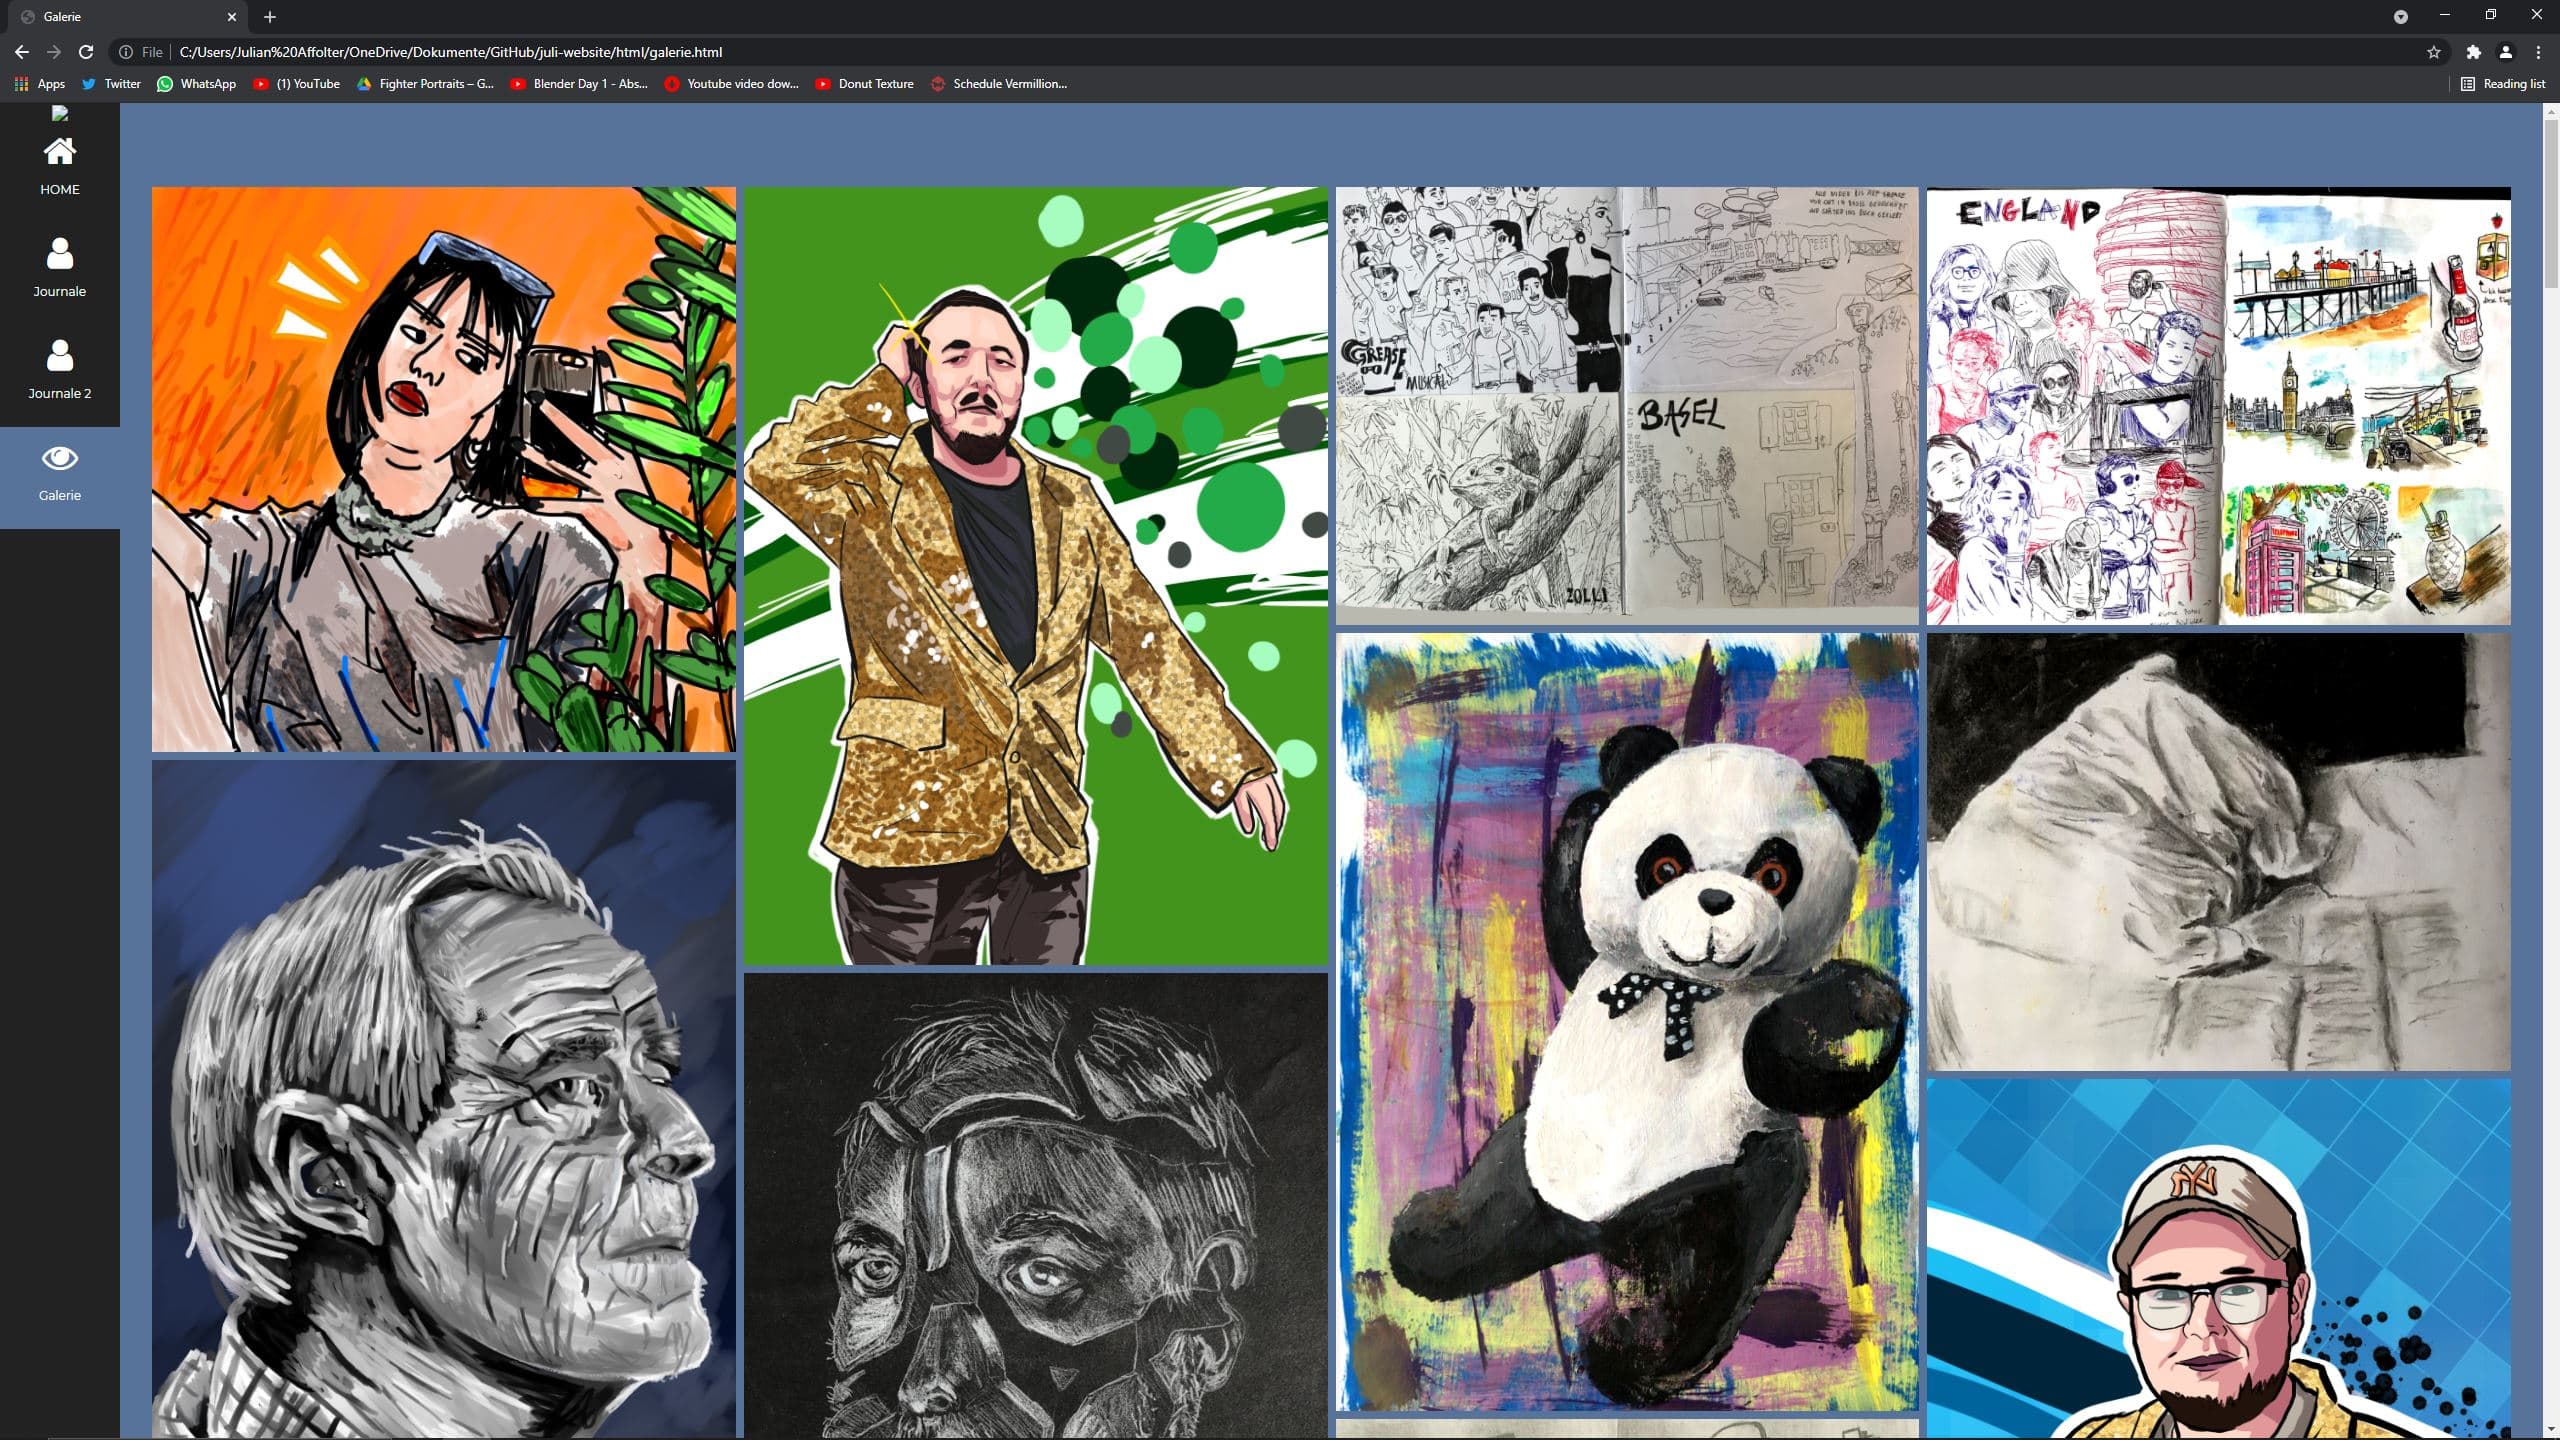 Galerie
File
C:/Users/Julian%20Affolter/OneDrive/Dokumente/GitHub/juli-website/html/galerie.html
Apps
Twitter
WhatsApp
(1) YouTube
Fighter Portraits – G...
Blender Day 1 - Abs...
Youtube video dow...
Donut Texture
Schedule Vermillion...
Reading list
HOME
Journale
Journale 2
Galerie
GREASE
MUSICAL
BASEL
ZOLLI
ENGLAND
TELEPHONE
NY